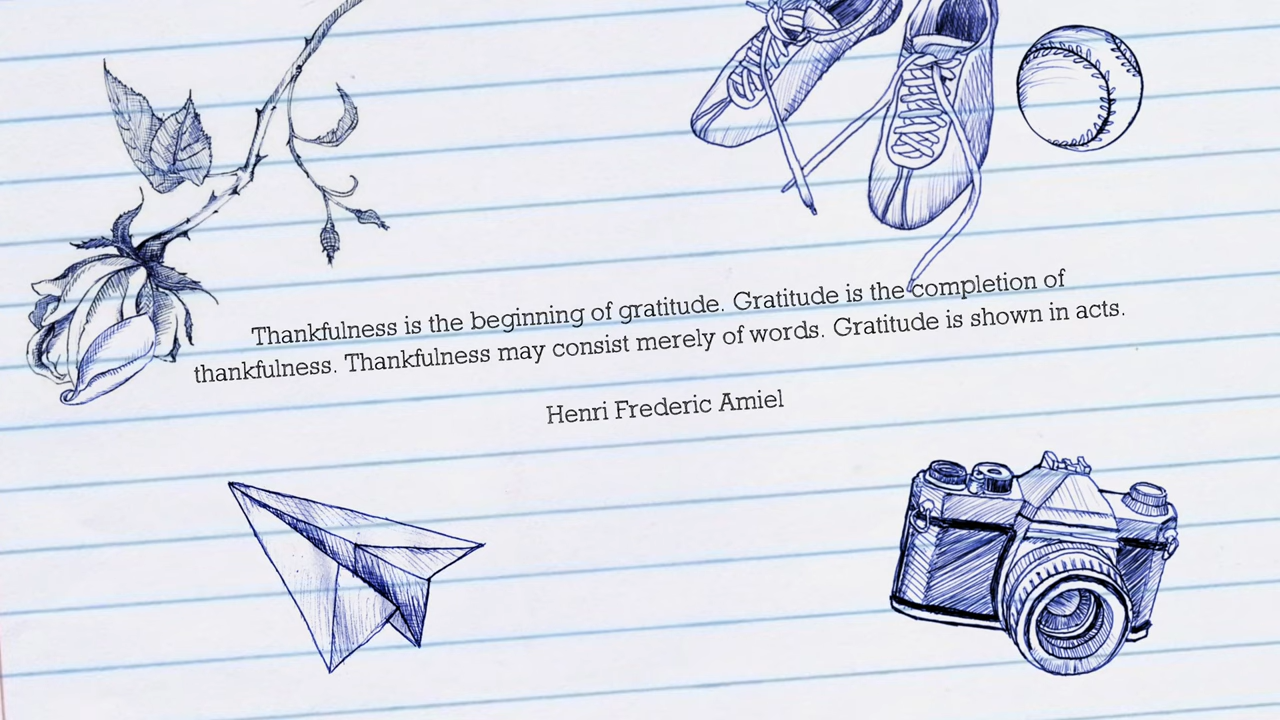 Thankfulness is the beginning of gratitude. Gratitude is the completion of
thankfulness. Thankfulness may consist merely of words. Gratitude is shown in acts.
Henri Frederic Amiel